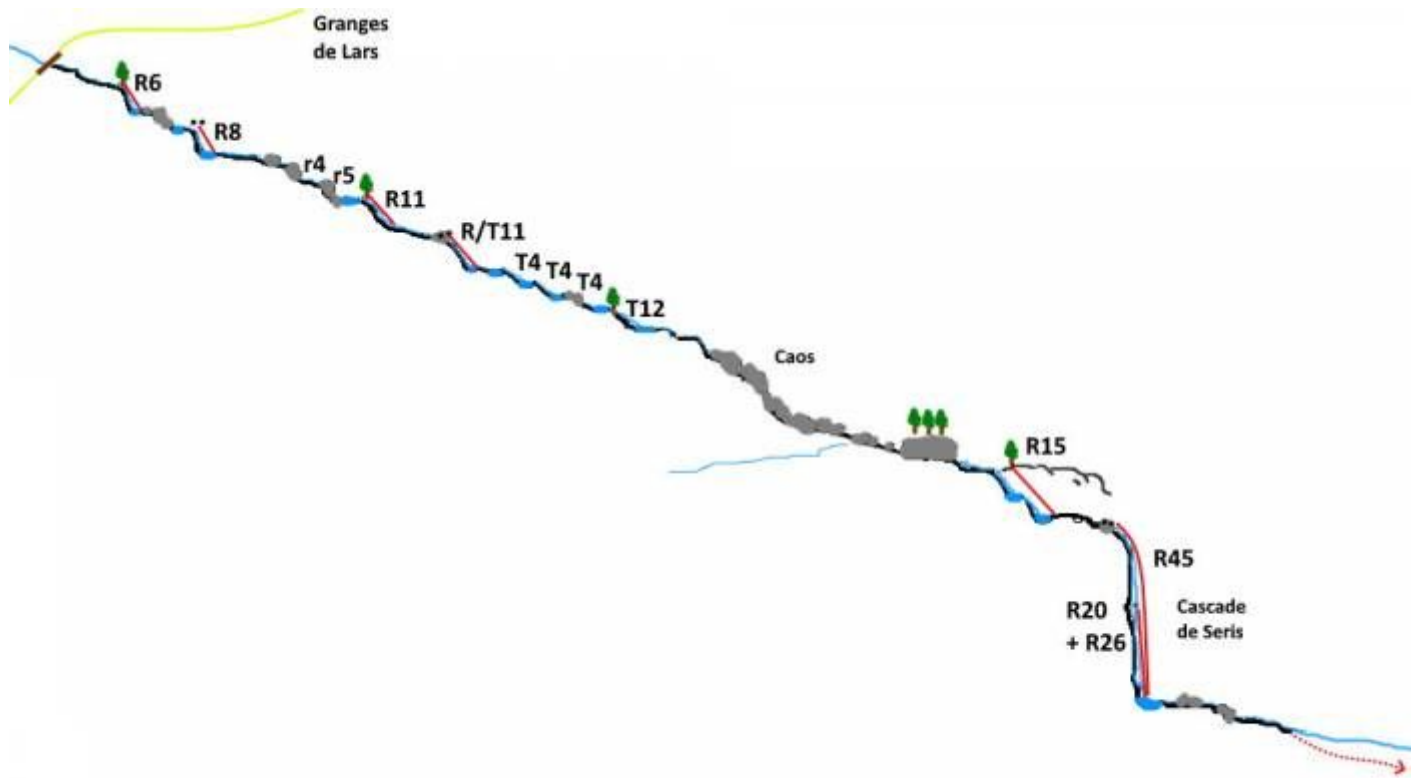 Granges
de Lars
R6
R8
r4
r5
R11
R/T11
T4
T4
T4
T12
Caos
R15
R45
R20
+ R26
Cascade
de Seris